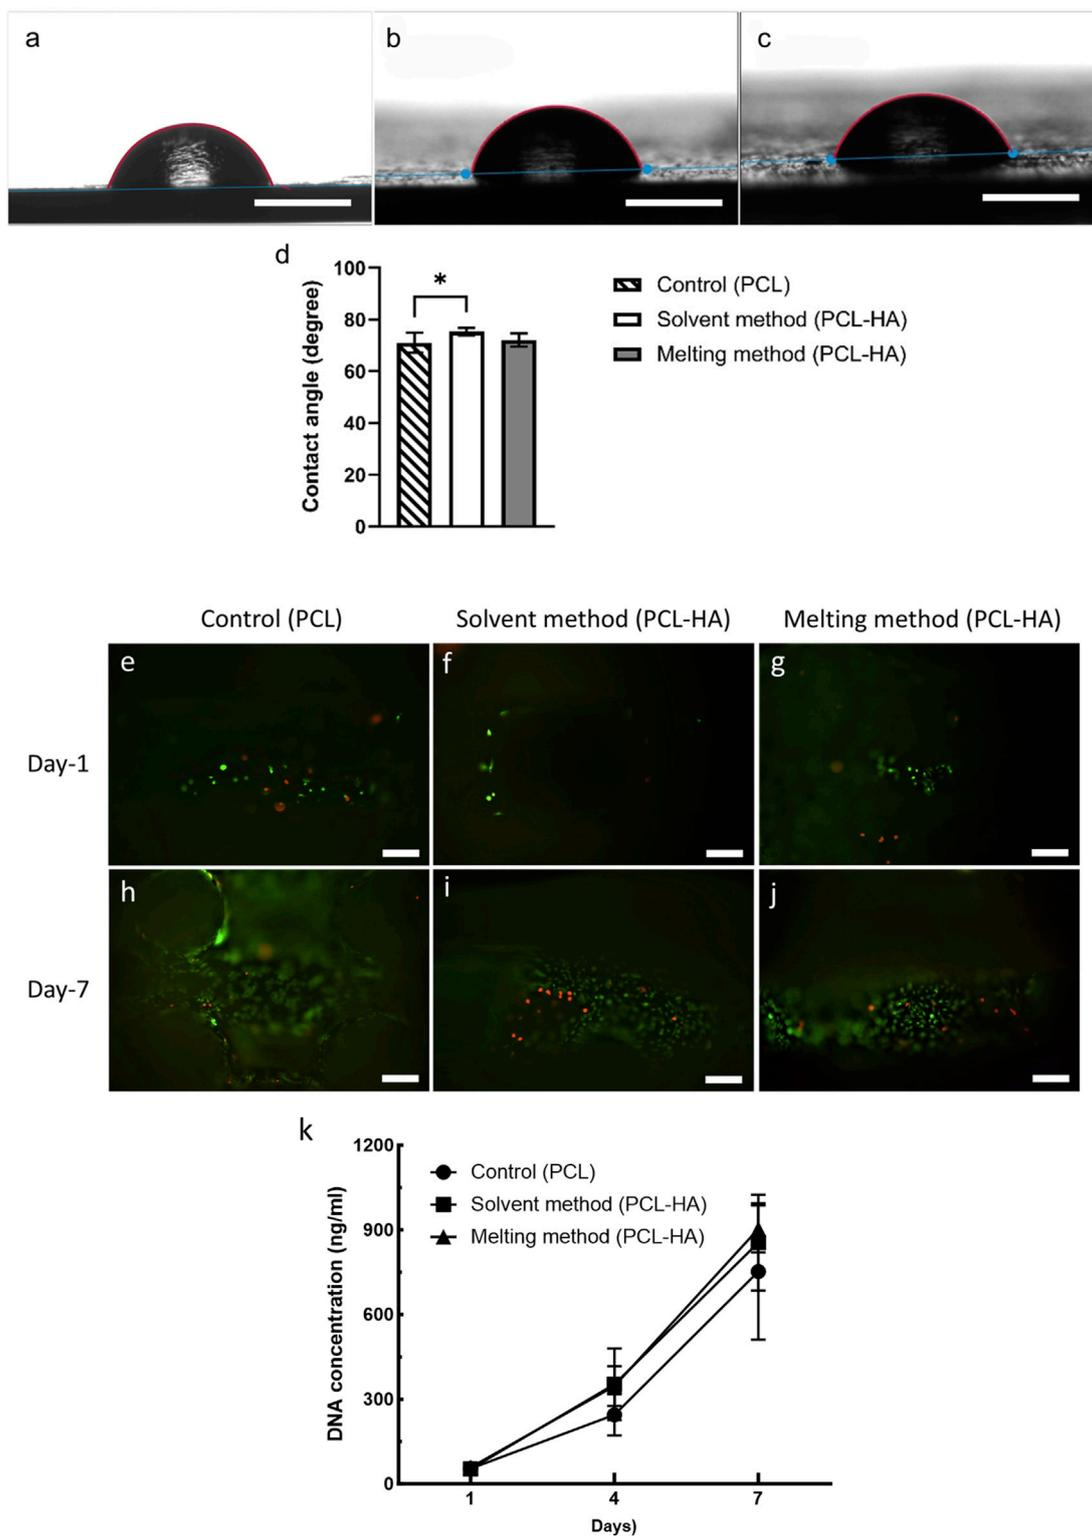 a
b
c
d
100
80
60
40
20
0
Contact angle (degree)
*
Control (PCL)
Solvent method (PCL-HA)
Melting method (PCL-HA)
Control (PCL)
Solvent method (PCL-HA)
Melting method (PCL-HA)
Day-1
e
f
g
Day-7
h
i
j
k
1200
900
600
300
0
DNA concentration (ng/ml)
Control (PCL)
Solvent method (PCL-HA)
Melting method (PCL-HA)
1
4
7
Days)